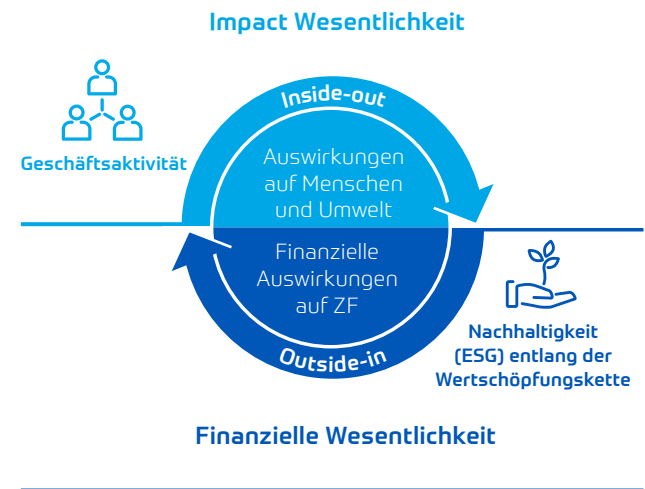 Impact Wesentlichkeit
Inside-out
Geschäftsaktivität
Auswirkungen
auf Menschen
und Umwelt
Finanzielle
Auswirkungen
auf ZF
Outside-in
Nachhaltigkeit
(ESG) entlang der
Wertschöpfungskette
Finanzielle Wesentlichkeit